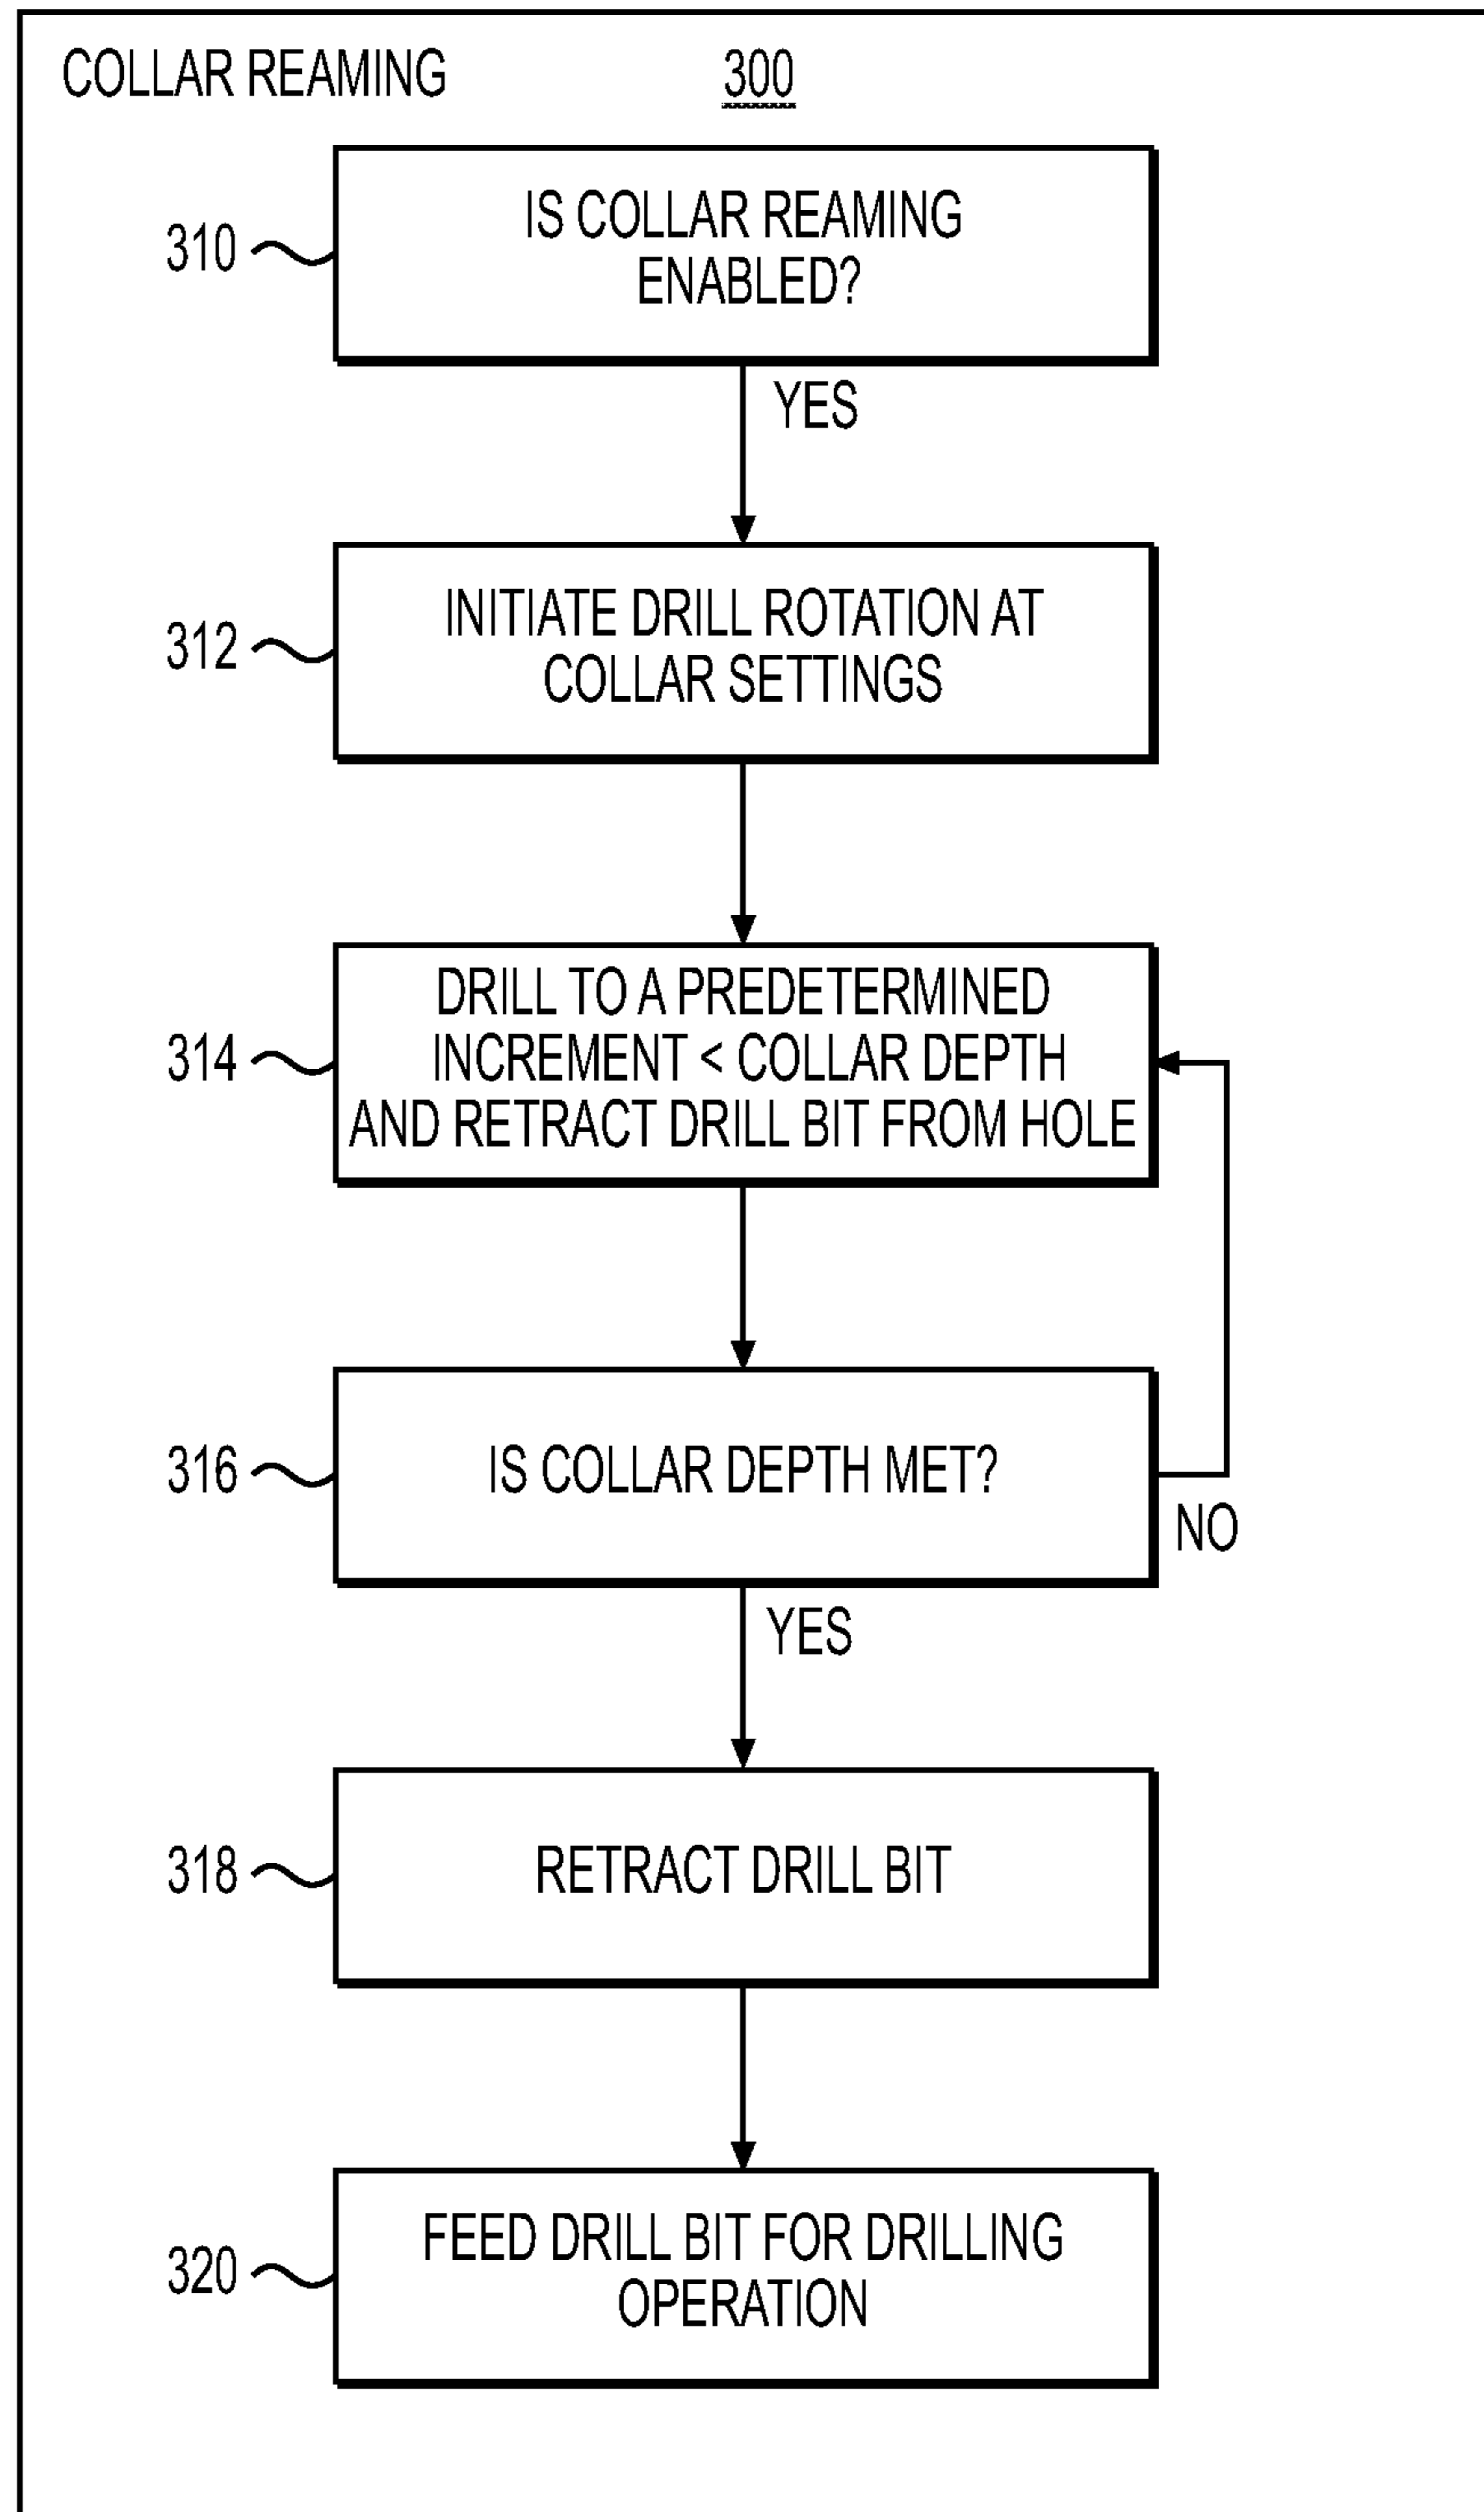 COLLAR REAMING
300
310
IS COLLAR REAMING
ENABLED?
YES
312
INITIATE DRILL ROTATION AT
COLLAR SETTINGS
314
DRILL TO A PREDETERMINED
INCREMENT < COLLAR DEPTH
AND RETRACT DRILL BIT FROM HOLE
316
IS COLLAR DEPTH MET?
NO
YES
318
RETRACT DRILL BIT
320
FEED DRILL BIT FOR DRILLING
OPERATION